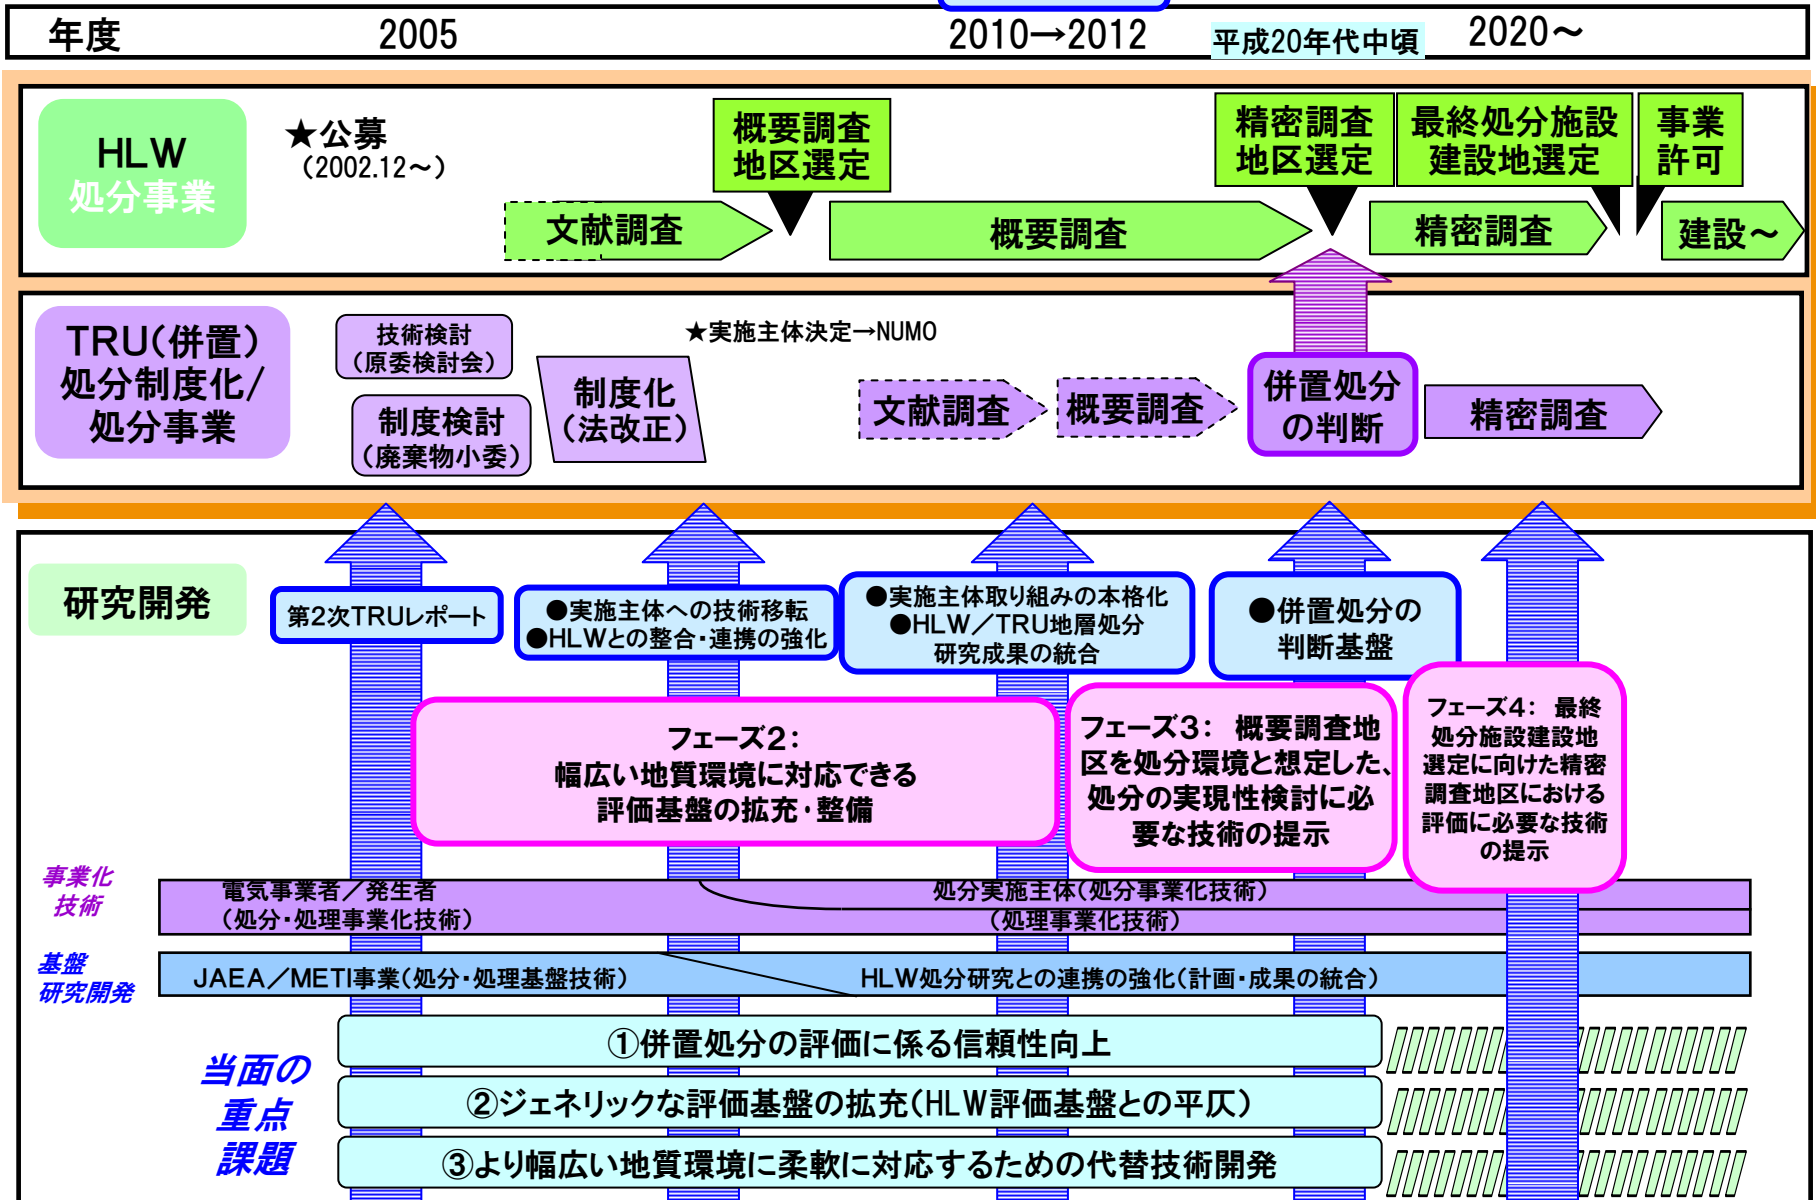 年度
2005
2010→2012
平成20年代中頃
2020～
HLW
処分事業
★公募
（2002.12～）
概要調査
地区選定
精密調査
地区選定
最終処分施設
建設地選定
事業
許可
文献調査
概要調査
精密調査
建設～
TRU（併置）
処分制度化/
処分事業
技術検討
（原委検討会）
制度検討
（廃棄物小委）
制度化
（法改正）
★実施主体決定→NUMO
文献調査
概要調査
併置処分
の判断
精密調査
研究開発
第2次TRUレポート
●実施主体への技術移転
●HLWとの整合・連携の強化
●実施主体取り組みの本格化
●HLW／TRU地層処分
研究成果の統合
●併置処分の
判断基盤
フェーズ2：
幅広い地質環境に対応できる
評価基盤の拡充・整備
フェーズ3： 概要調査地
区を処分環境と想定した、
処分の実現性検討に必
要な技術の提示
フェーズ4： 最終
処分施設建設地
選定に向けた精密
調査地区における
評価に必要な技術
の提示
事業化
技術
電気事業者／発生者
（処分・処理事業化技術）
処分実施主体（処分事業化技術）
（処理事業化技術）
基盤
研究開発
JAEA／METI事業（処分・処理基盤技術）
HLW処分研究との連携の強化（計画・成果の統合）
当面の
重点
課題
①併置処分の評価に係る信頼性向上
②ジェネリックな評価基盤の拡充（HLW評価基盤との平仄）
③より幅広い地質環境に柔軟に対応するための代替技術開発